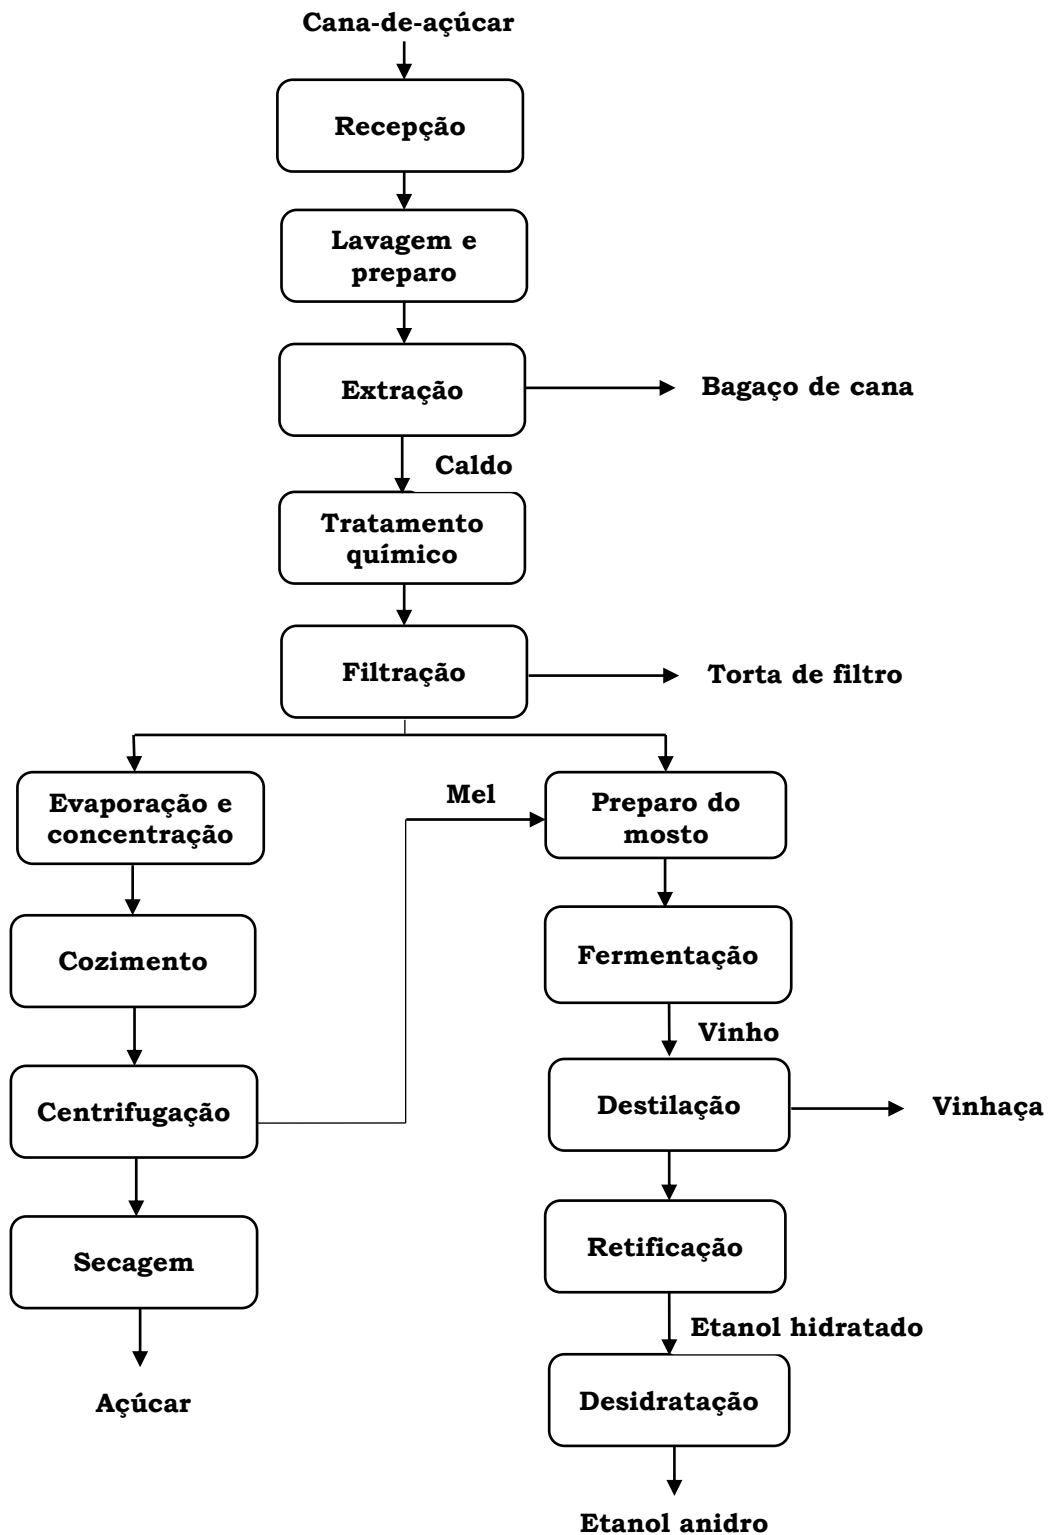 Cana-de-açúcar
Recepção
Lavagem e
preparo
Extração
Bagaço de cana
Caldo
Tratamento
químico
Filtração
Torta de filtro
Evaporação e
concentração
Mel
Preparo do
mosto
Cozimento
Fermentação
Vinho
Centrifugação
Destilação
Vinhaça
Secagem
Retificação
Etanol hidratado
Açúcar
Desidratação
Etanol anidro